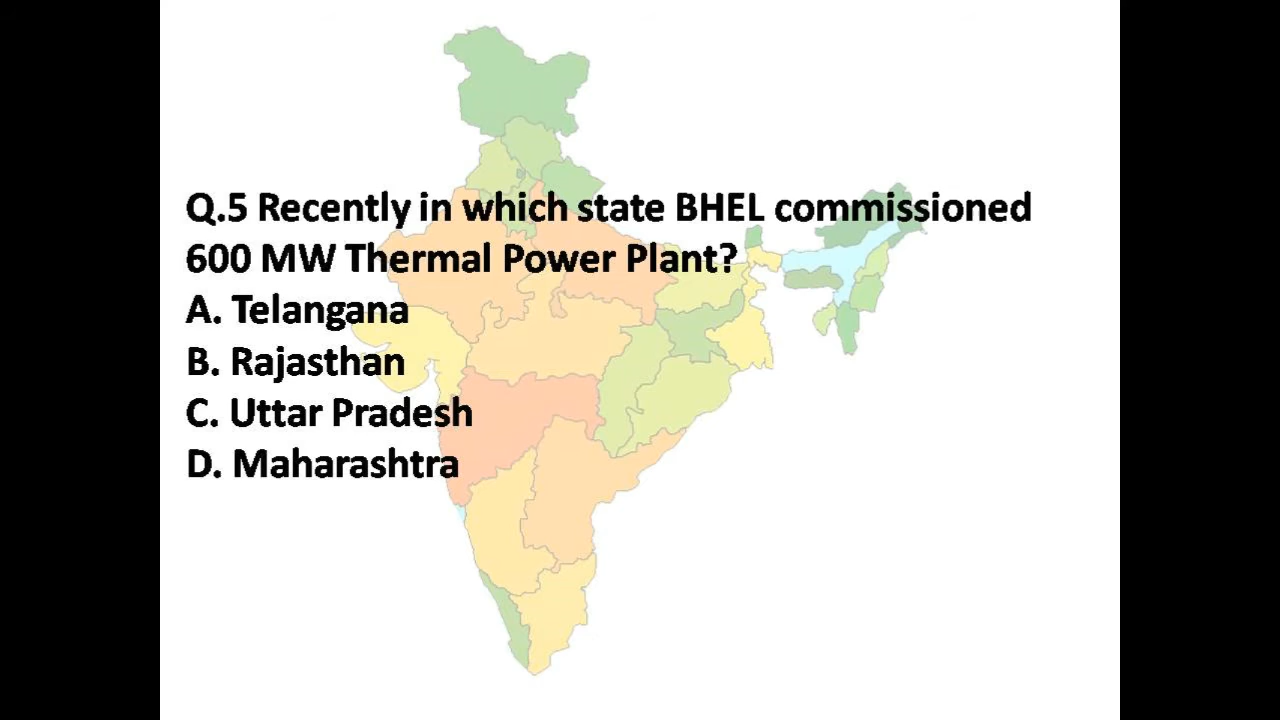 Q.5 Recently in which state BHEL commissioned
600 MW Thermal Power Plant?
A. Telangana
B. Rajasthan
C. Uttar Pradesh
D. Maharashtra